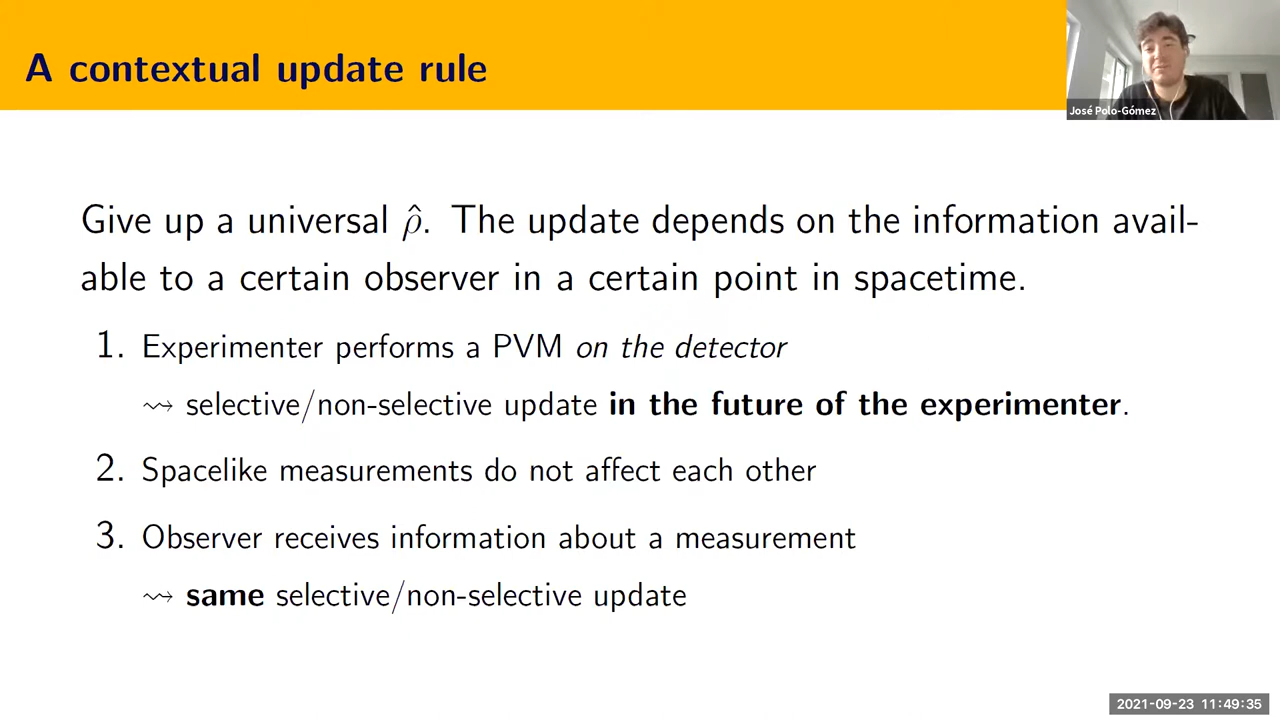 A contextual update rule
José Polo-Gómez
Give up a universal ρ̂. The update depends on the information avail-
able to a certain observer in a certain point in spacetime.
1. Experimenter performs a PVM on the detector
⇝ selective/non-selective update in the future of the experimenter.
2. Spacelike measurements do not affect each other
3. Observer receives information about a measurement
⇝ same selective/non-selective update
2021-09-23 11:49:35